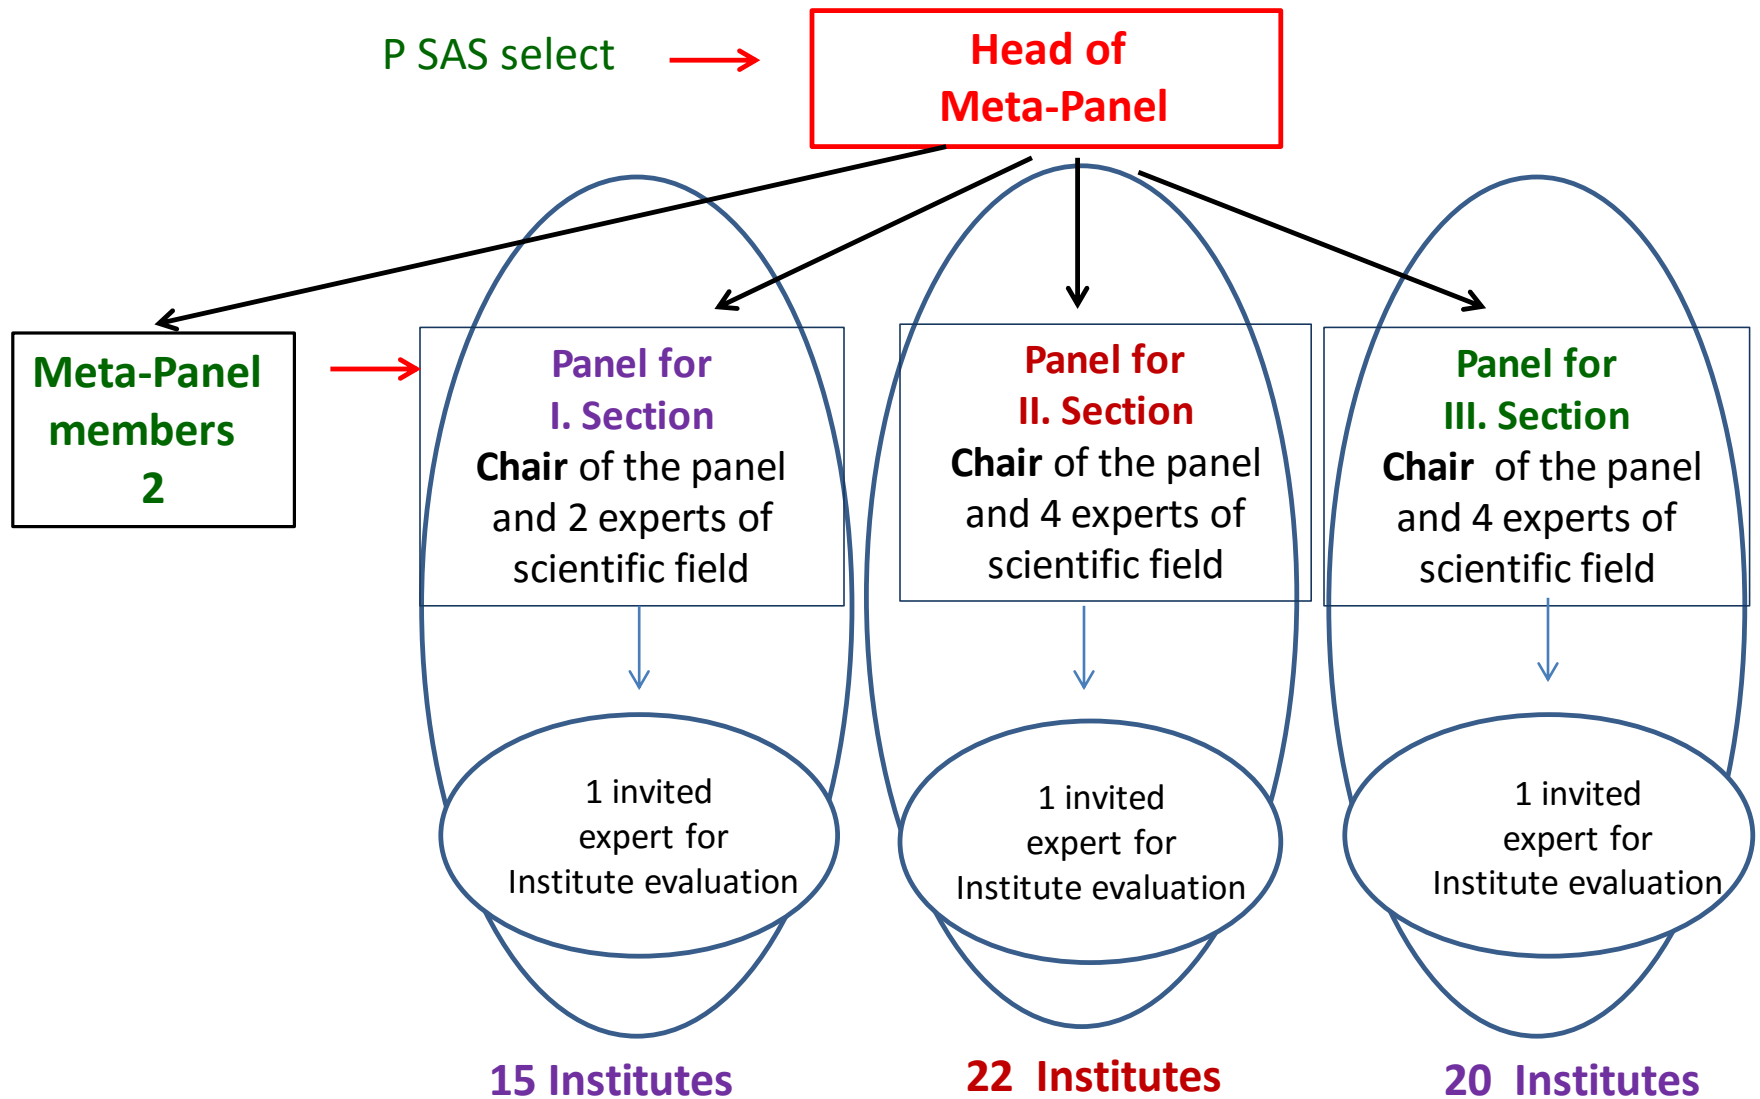 P SAS select
Head of
Meta-Panel
Meta-Panel
members
2
Panel for
I. Section
Chair of the panel
and 2 experts of
scientific field
Panel for
II. Section
Chair of the panel
and 4 experts of
scientific field
Panel for
III. Section
Chair of the panel
and 4 experts of
scientific field
1 invited
expert for
Institute evaluation
1 invited
expert for
Institute evaluation
1 invited
expert for
Institute evaluation
15 Institutes
22 Institutes
20 Institutes